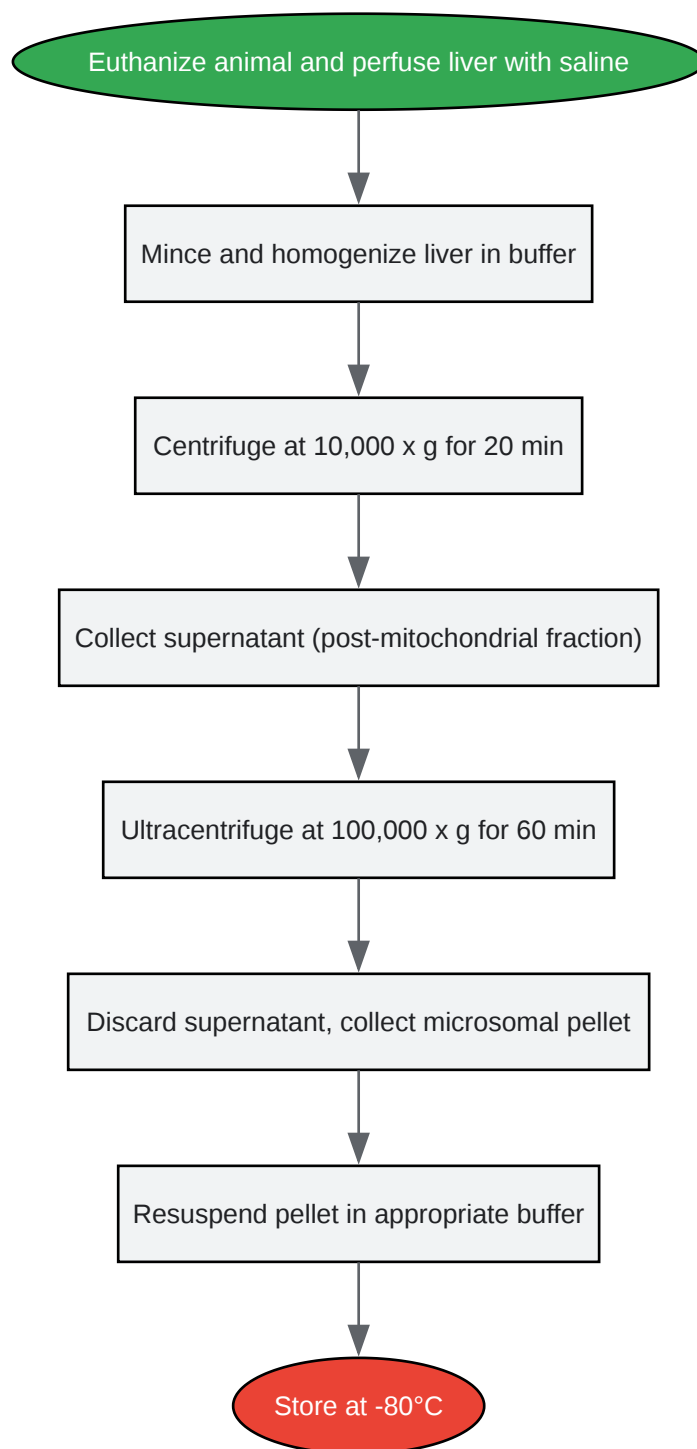 Euthanize animal and perfuse liver with saline
Mince and homogenize liver in buffer
Centrifuge at 10,000 x g for 20 min
Collect supernatant (post-mitochondrial fraction)
Ultracentrifuge at 100,000 x g for 60 min
Discard supernatant, collect microsomal pellet
Resuspend pellet in appropriate buffer
Store at -80°C